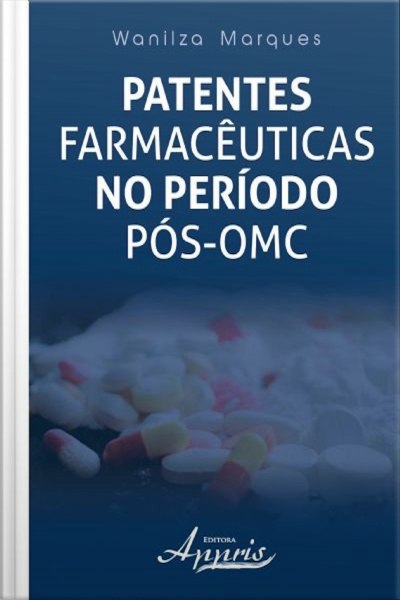 Wanilza Marques
PATENTES
FARMACÊUTICAS
NO PERÍODO
PÓS-OMC
EDITORA
Appris